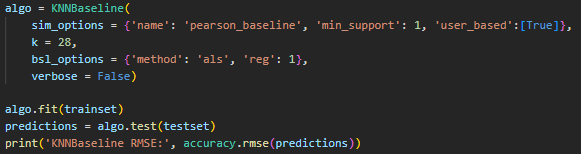 algo = KNNBaseline(
    sim_options = {'name': 'pearson_baseline', 'min_support': 1, 'user_based':[True]},
    k = 28,
    bsl_options = {'method': 'als', 'reg': 1},
    verbose = False)

algo.fit(trainset)
predictions = algo.test(testset)
print('KNNBaseline RMSE:', accuracy.rmse(predictions))